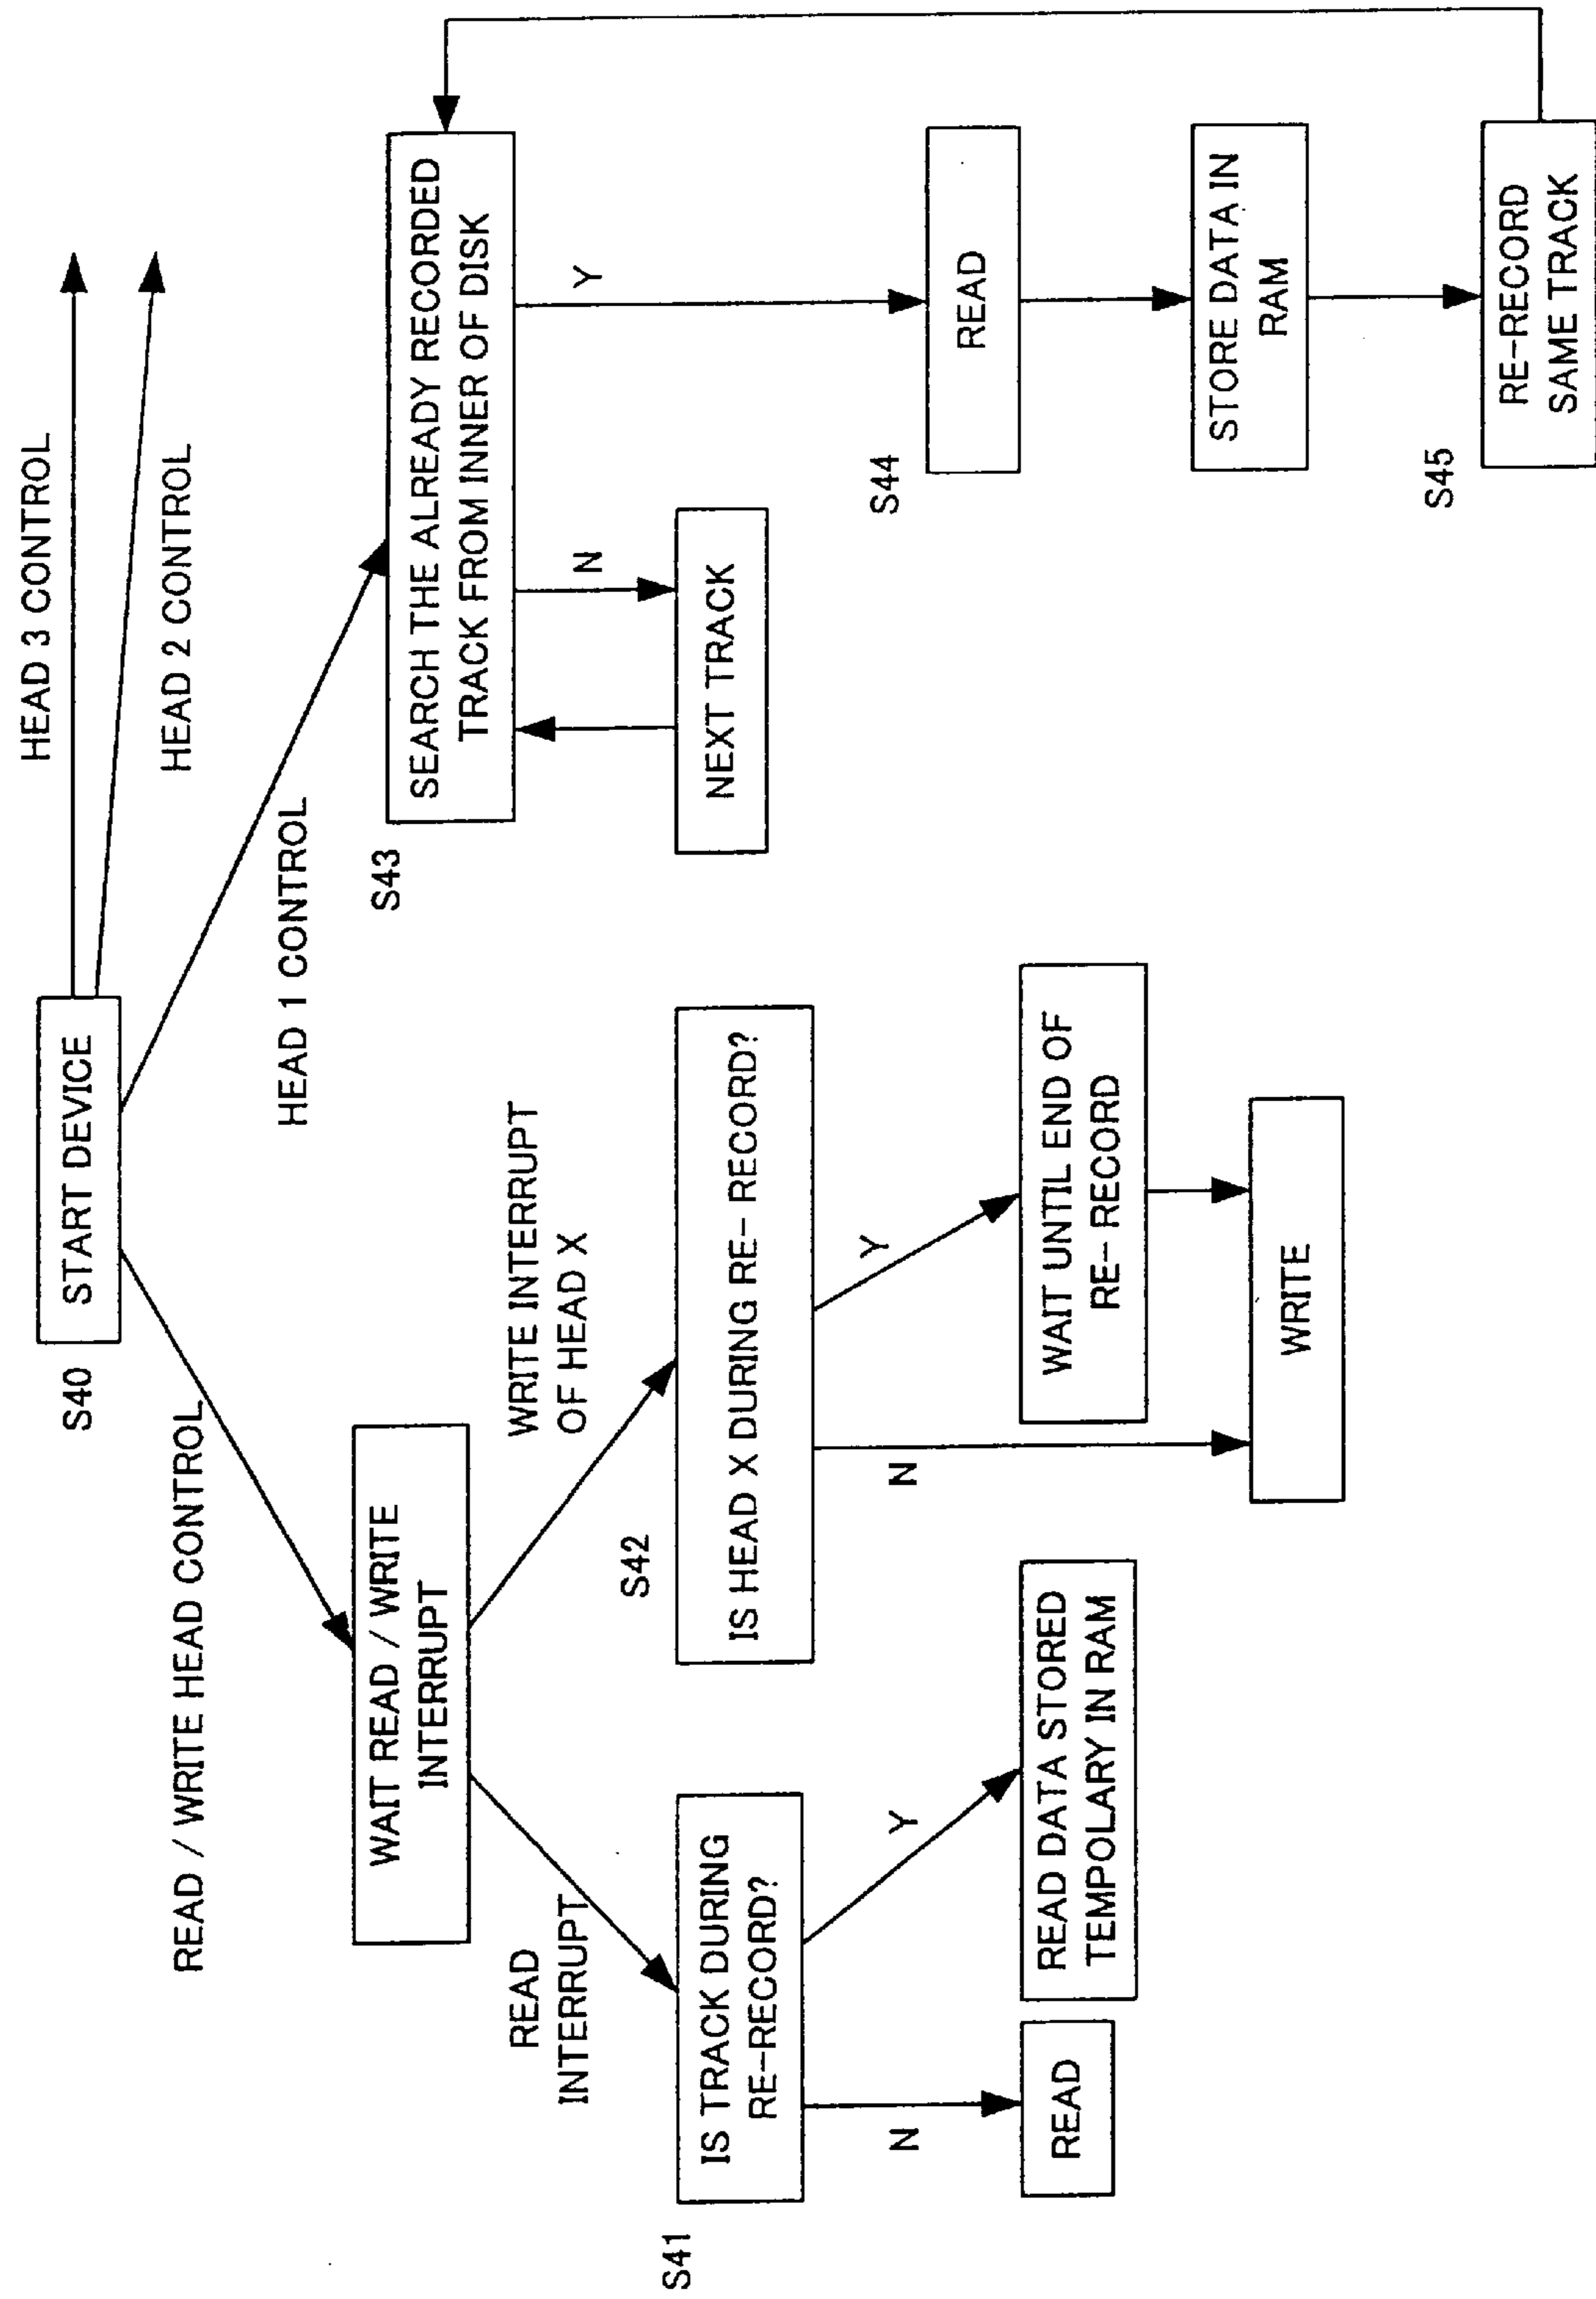 HEAD 3 CONTROL
HEAD 2 CONTROL
S40
START DEVICE
HEAD 1 CONTROL
READ / WRITE HEAD CONTROL
WAIT READ / WRITE
INTERRUPT
S43
SEARCH THE ALREADY RECORDED
TRACK FROM INNER OF DISK
READ
INTERRUPT
WRITE INTERRUPT
OF HEAD X
N
Y
S41
IS TRACK DURING
RE-RECORD?
S42
IS HEAD X DURING RE- RECORD?
NEXT TRACK
N
Y
N
Y
S44
READ
READ
READ DATA STORED
TEMPOLARY IN RAM
WAIT UNTIL END OF
RE- RECORD
STORE DATA IN
RAM
WRITE
S45
RE-RECORD
SAME TRACK